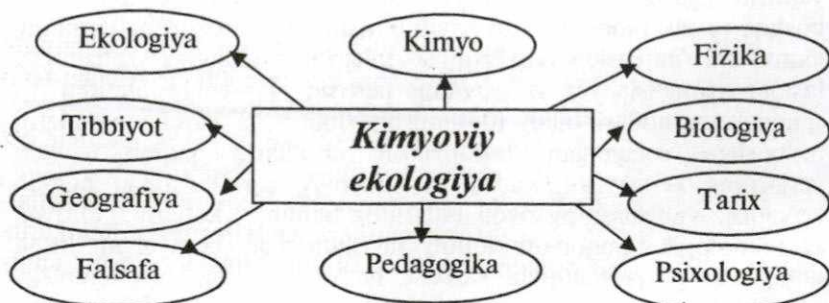 Ekologiya
Kimyo
Fizika
Tibbiyot
Kimyoviy
ekologiya
Biologiya
Geografiya
Tarix
Falsafa
Pedagogika
Psixologiya